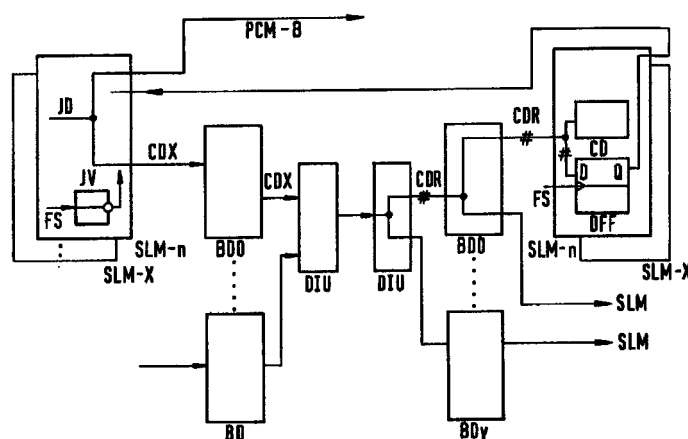 PCM-B
JD
CDX
JV
FS
SLM-n
SLM-X
BDO
CDX
DIU
DIU
CDR
BDO
CDR
CD
D Q
FS
DFF
SLM-n
SLM-X
SLM
SLM
BD
BDy